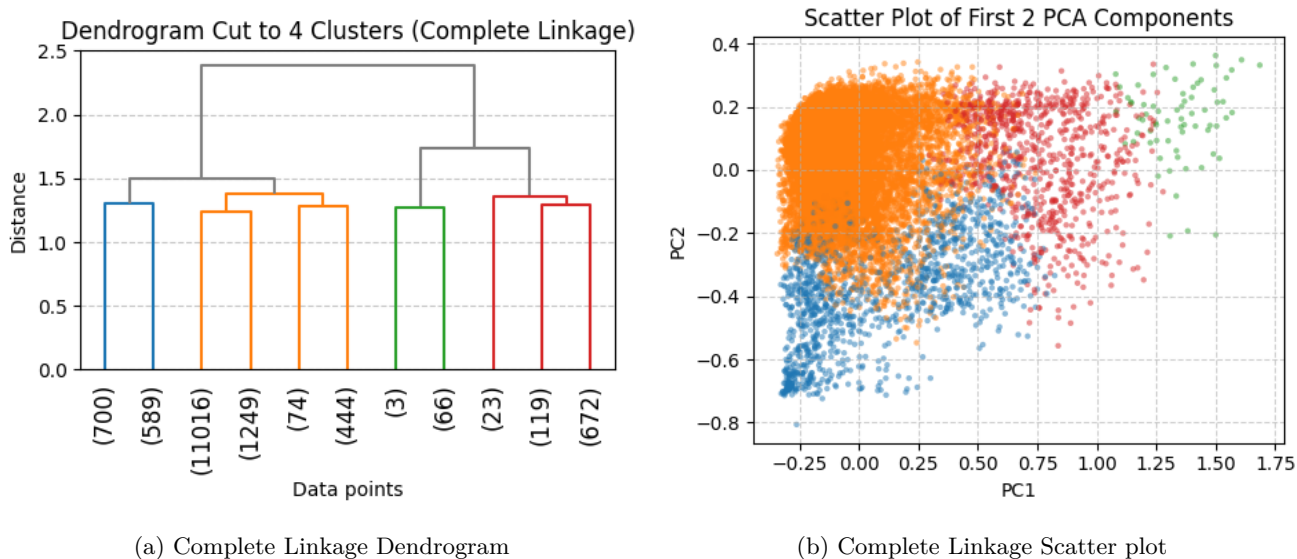 Dendrogram Cut to 4 Clusters (Complete Linkage)
2.5
2.0
1.5
1.0
0.5
0.0
Distance
(700)
(589)
(11016)
(1249)
(74)
(444)
(3)
(66)
(23)
(119)
(672)
Data points
(a) Complete Linkage Dendrogram
Scatter Plot of First 2 PCA Components
0.4
0.2
0.0
−0.2
−0.4
−0.6
−0.8
PC2
−0.25 0.00 0.25 0.50 0.75 1.00 1.25 1.50 1.75
PC1
(b) Complete Linkage Scatter plot